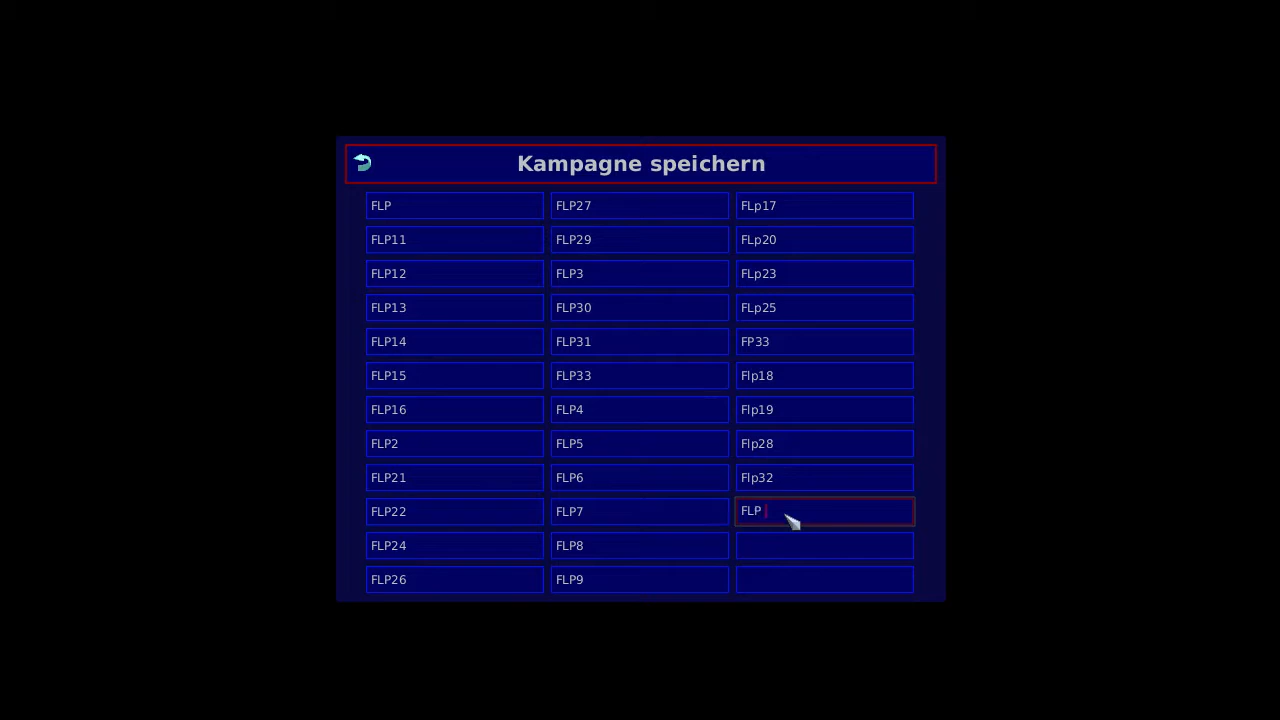 Kampagne speichern
FLP
FLP11
FLP12
FLP13
FLP14
FLP15
FLP16
FLP2
FLP21
FLP22
FLP24
FLP26
FLP27
FLP29
FLP3
FLP30
FLP31
FLP33
FLP4
FLP5
FLP6
FLP7
FLP8
FLP9
FLp17
FLp20
FLp23
FLp25
FP33
Flp18
Flp19
Flp28
Flp32
FLP